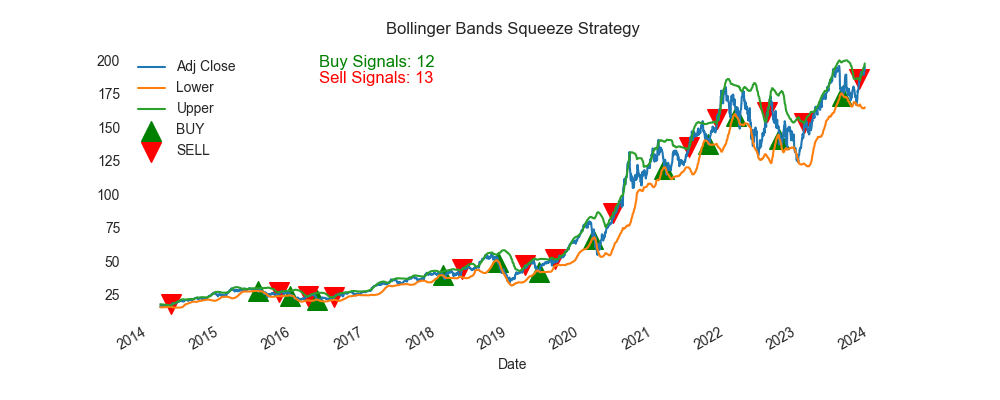 Bollinger Bands Squeeze Strategy
Adj Close
Lower
Upper
BUY
SELL
Buy Signals: 12
Sell Signals: 13
200
175
150
125
100
75
50
25
2014
2015
2016
2017
2018
2019
2020
2021
2022
2023
2024
Date